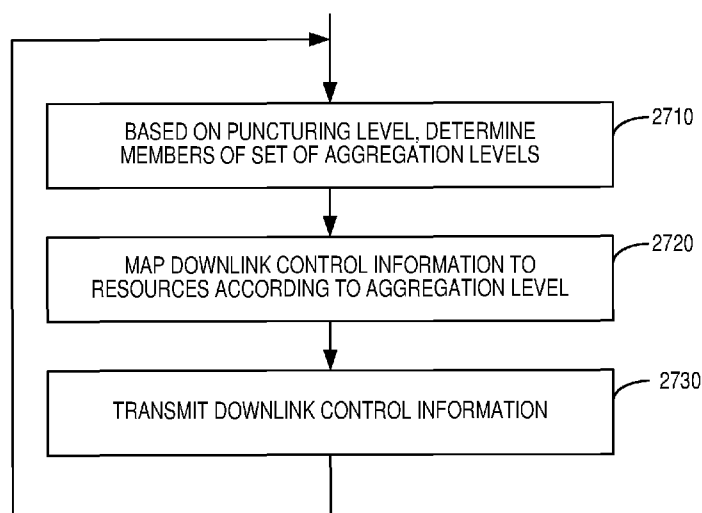 BASED ON PUNCTURING LEVEL, DETERMINE
MEMBERS OF SET OF AGGREGATION LEVELS
2710
MAP DOWNLINK CONTROL INFORMATION TO
RESOURCES ACCORDING TO AGGREGATION LEVEL
2720
TRANSMIT DOWNLINK CONTROL INFORMATION
2730